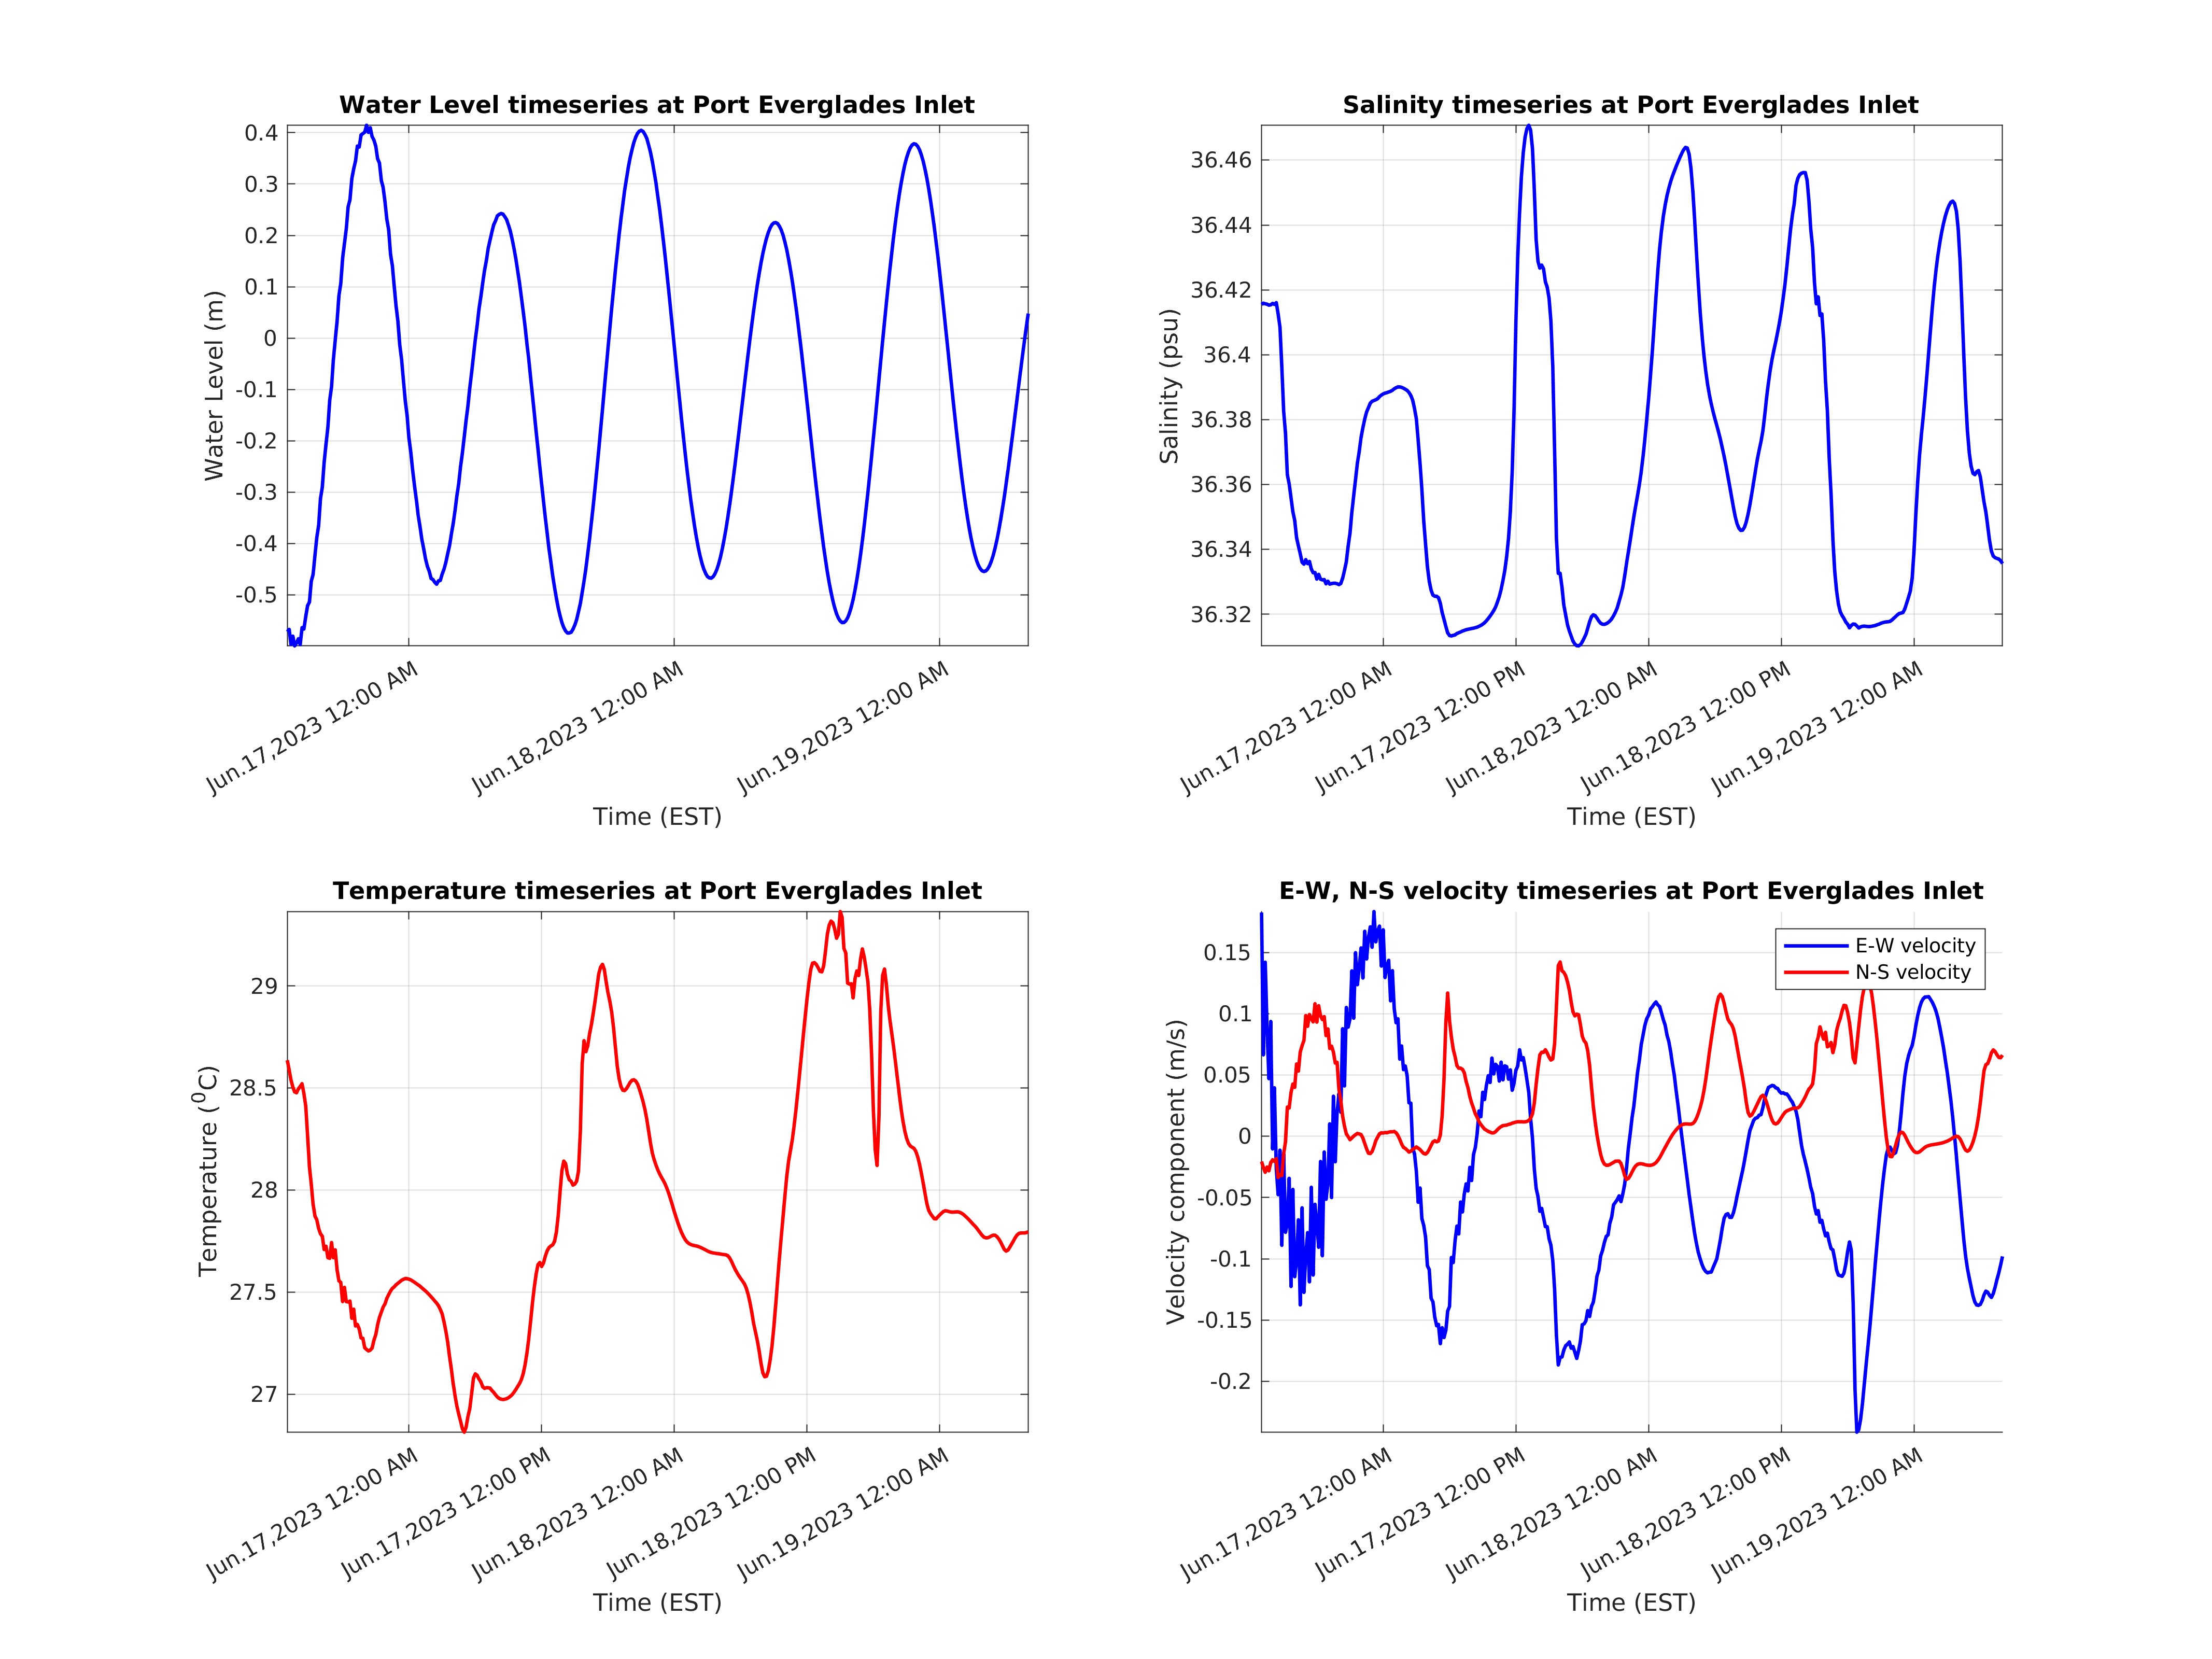 Water Level timeseries at Port Everglades Inlet
0.4
0.3
0.2
0.1
0
-0.1
-0.2
-0.3
-0.4
-0.5
Water Level (m)
Jun.17,2023 12:00 AM
Jun.18,2023 12:00 AM
Jun.19,2023 12:00 AM
Time (EST)
Salinity timeseries at Port Everglades Inlet
36.46
36.44
36.42
36.4
36.38
36.36
36.34
36.32
Salinity (psu)
Jun.17,2023 12:00 AM
Jun.17,2023 12:00 PM
Jun.18,2023 12:00 AM
Jun.18,2023 12:00 PM
Jun.19,2023 12:00 AM
Time (EST)
Temperature timeseries at Port Everglades Inlet
29
28.5
28
27.5
27
Temperature (⁰C)
Jun.17,2023 12:00 AM
Jun.17,2023 12:00 PM
Jun.18,2023 12:00 AM
Jun.18,2023 12:00 PM
Jun.19,2023 12:00 AM
Time (EST)
E-W, N-S velocity timeseries at Port Everglades Inlet
E-W velocity
N-S velocity
0.15
0.1
0.05
0
-0.05
-0.1
-0.15
-0.2
Velocity component (m/s)
Jun.17,2023 12:00 AM
Jun.17,2023 12:00 PM
Jun.18,2023 12:00 AM
Jun.18,2023 12:00 PM
Jun.19,2023 12:00 AM
Time (EST)